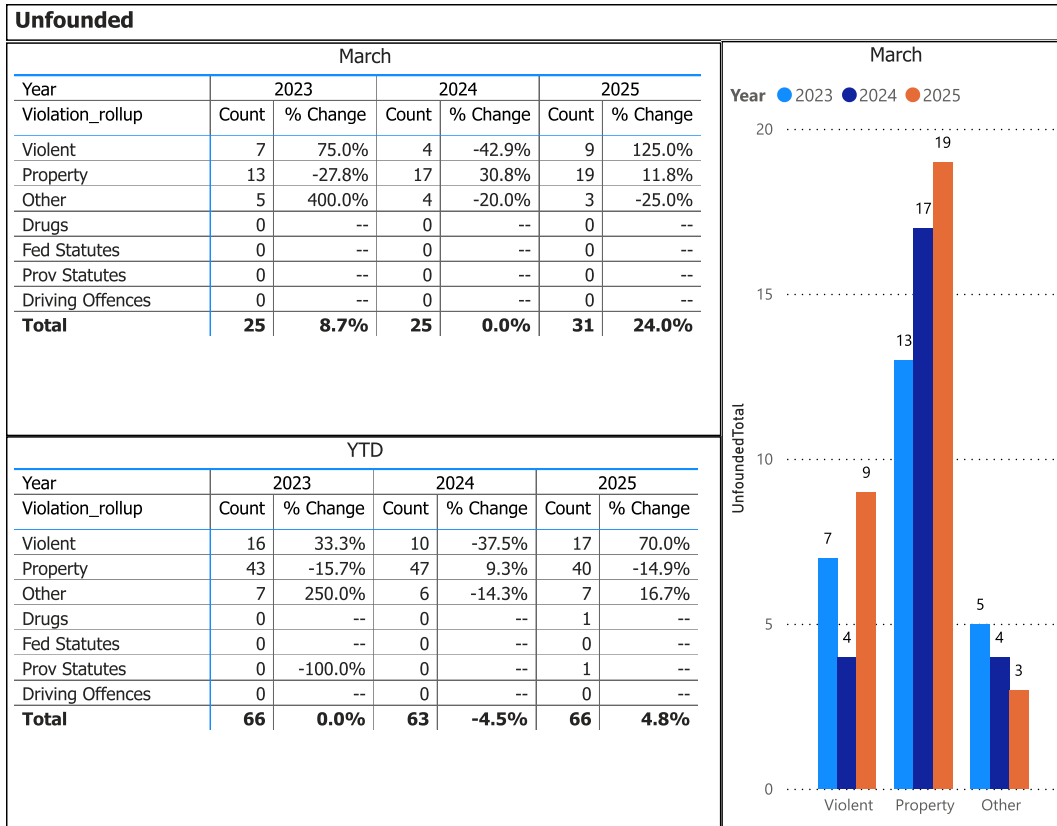 Unfounded
March
Year 2023 2024 2025
Violation_rollup Count % Change Count % Change Count % Change
Violent 7 75.0% 4 -42.9% 9 125.0%
Property 13 -27.8% 17 30.8% 19 11.8%
Other 5 400.0% 4 -20.0% 3 -25.0%
Drugs 0 -- 0 -- 0 --
Fed Statutes 0 -- 0 -- 0 --
Prov Statutes 0 -- 0 -- 0 --
Driving Offences 0 -- 0 -- 0 --
Total 25 8.7% 25 0.0% 31 24.0%
YTD
Year 2023 2024 2025
Violation_rollup Count % Change Count % Change Count % Change
Violent 16 33.3% 10 -37.5% 17 70.0%
Property 43 -15.7% 47 9.3% 40 -14.9%
Other 7 250.0% 6 -14.3% 7 16.7%
Drugs 0 -- 0 -- 1 --
Fed Statutes 0 -- 0 -- 0 --
Prov Statutes 0 -100.0% 0 -- 1 --
Driving Offences 0 -- 0 -- 0 --
Total 66 0.0% 63 -4.5% 66 4.8%
March
Year 2023 2024 2025
UnfoundedTotal
20
15
10
5
0
7
4
9
13
17
19
5
4
3
Violent Property Other